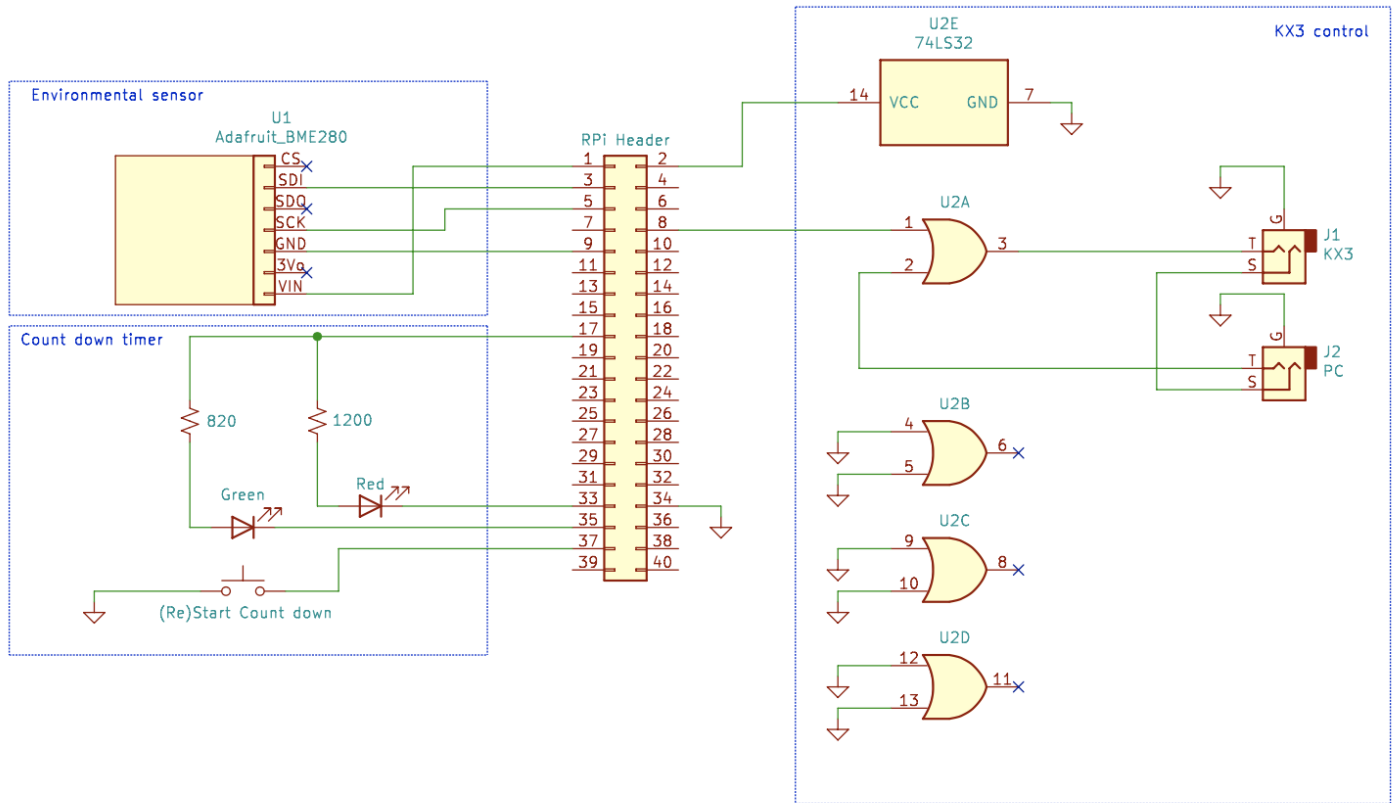 KX3 control
U2E
74LS32
14 VCC GND 7
Environmental sensor
U1
Adafruit_BME280
CS
SDI
SDO
SCK
GND
3Vo
VIN
RPi Header
1 2
3 4
5 6
7 8
9 10
11 12
13 14
15 16
17 18
19 20
21 22
23 24
25 26
27 28
29 30
31 32
33 34
35 36
37 38
39 40
Count down timer
820
1200
Green
Red
(Re)Start Count down
U2A
1
2
3
G
T
S
J1
KX3
G
T
S
J2
PC
U2B
4
5
6
U2C
9
10
8
U2D
12
13
11